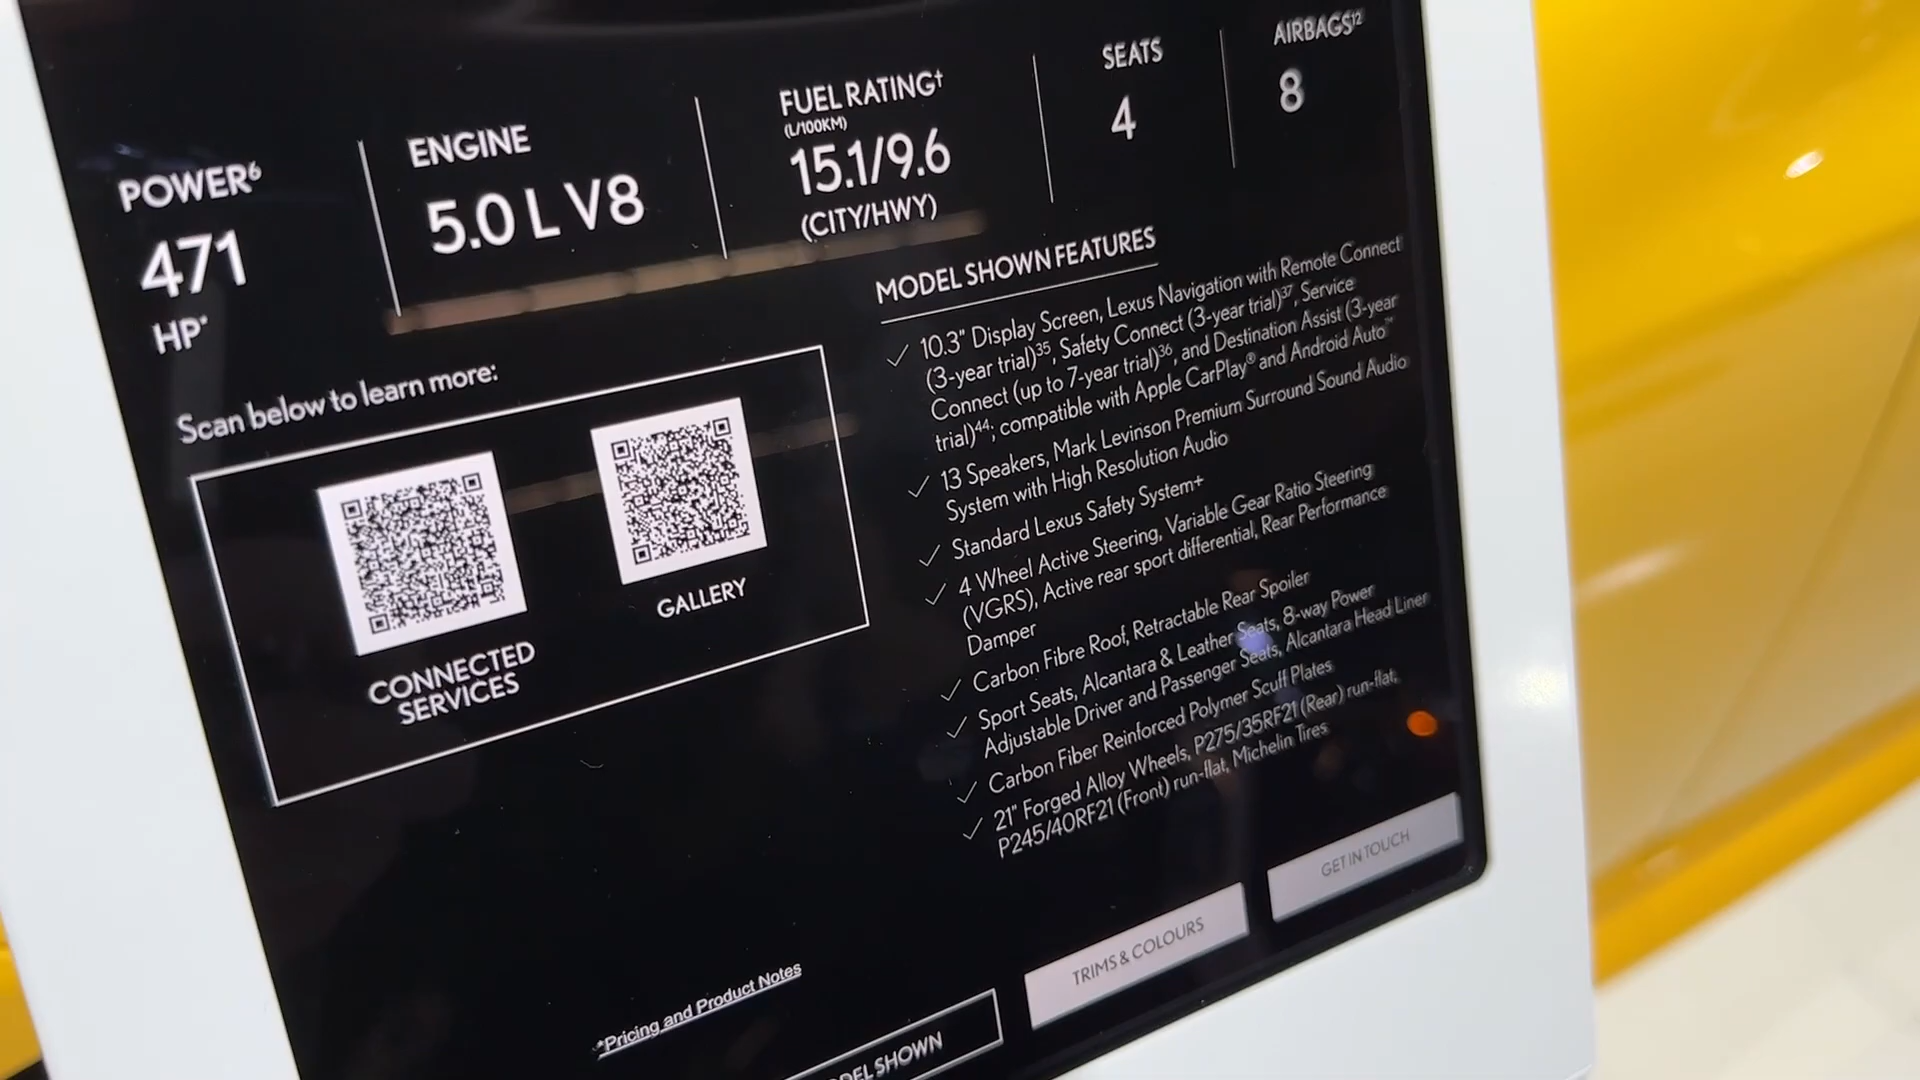 POWER⁶
471
HP*
ENGINE
5.0 L V8
FUEL RATING†
(L/100KM)
15.1/9.6
(CITY/HWY)
SEATS
4
AIRBAGS¹²
8
Scan below to learn more:
CONNECTED
SERVICES
GALLERY
MODEL SHOWN FEATURES
10.3" Display Screen, Lexus Navigation with Remote Connect
(3-year trial)³⁵, Safety Connect (3-year trial)³⁷, Service
Connect (up to 7-year trial)³⁶, and Destination Assist (3-year
trial)⁴⁴; compatible with Apple CarPlay® and Android Auto™
13 Speakers, Mark Levinson Premium Surround Sound Audio
System with High Resolution Audio
Standard Lexus Safety System+
4 Wheel Active Steering, Variable Gear Ratio Steering
(VGRS), Active rear sport differential, Rear Performance
Damper
Carbon Fibre Roof, Retractable Rear Spoiler
Sport Seats, Alcantara & Leather Seats, 8-way Power
Adjustable Driver and Passenger Seats, Alcantara Head Liner
Carbon Fiber Reinforced Polymer Scuff Plates
21" Forged Alloy Wheels, P275/35RF21 (Rear) run-flat,
P245/40RF21 (Front) run-flat, Michelin Tires
*Pricing and Product Notes
SHOWN
TRIMS & COLOURS
GET IN TOUCH